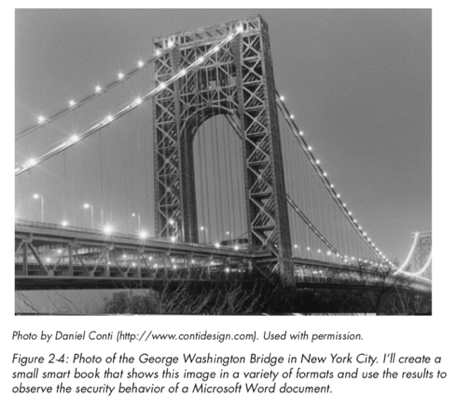 Photo by Daniel Conti (http://www.contidesign.com). Used with permission.
Figure 2-4: Photo of the George Washington Bridge in New York City. I'll create a
small smart book that shows this image in a variety of formats and use the results to
observe the security behavior of a Microsoft Word document.